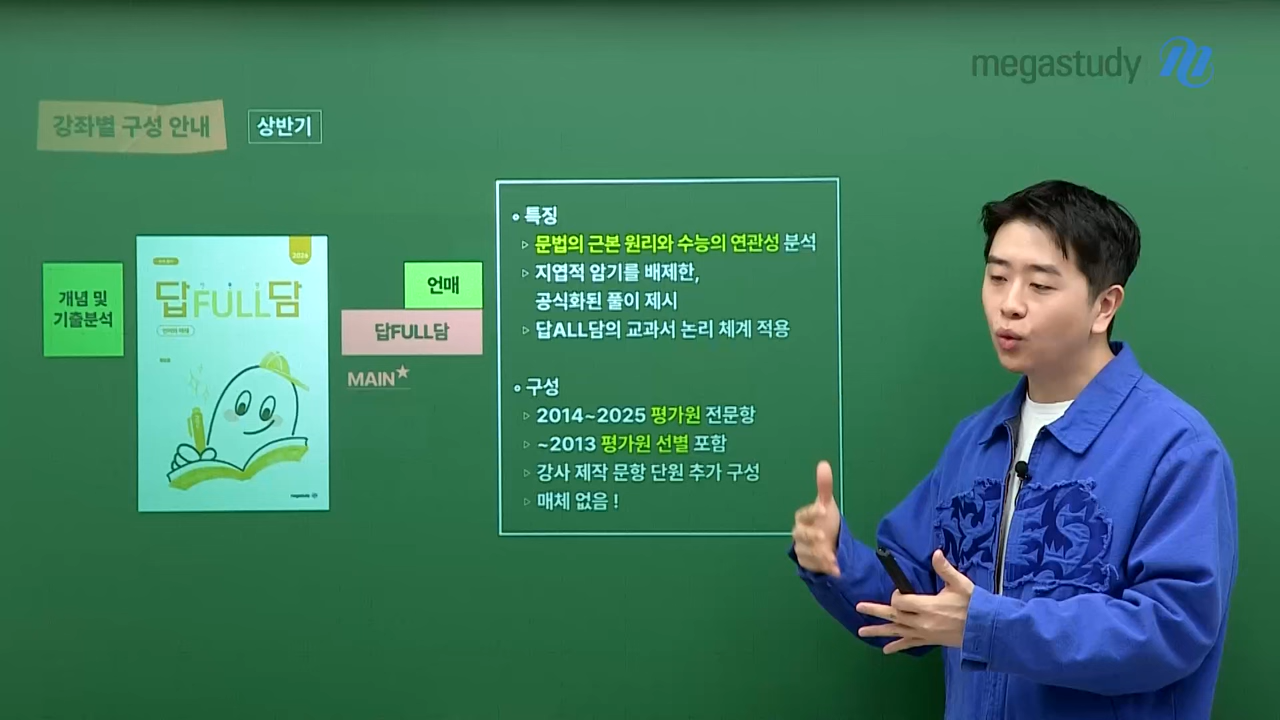 megastudy
강좌별 구성 안내
상반기
개념 및
기출분석
2026
답FULL담
megastudy
언매
답FULL담
MAIN★
특징
문법의 근본 원리와 수능의 연관성 분석
지엽적 암기를 배제한,
공식화된 풀이 제시
답ALL담의 교과서 논리 체계 적용
구성
2014~2025 평가원 전문항
~2013 평가원 선별 포함
강사 제작 문항 단원 추가 구성
매체 없음 !